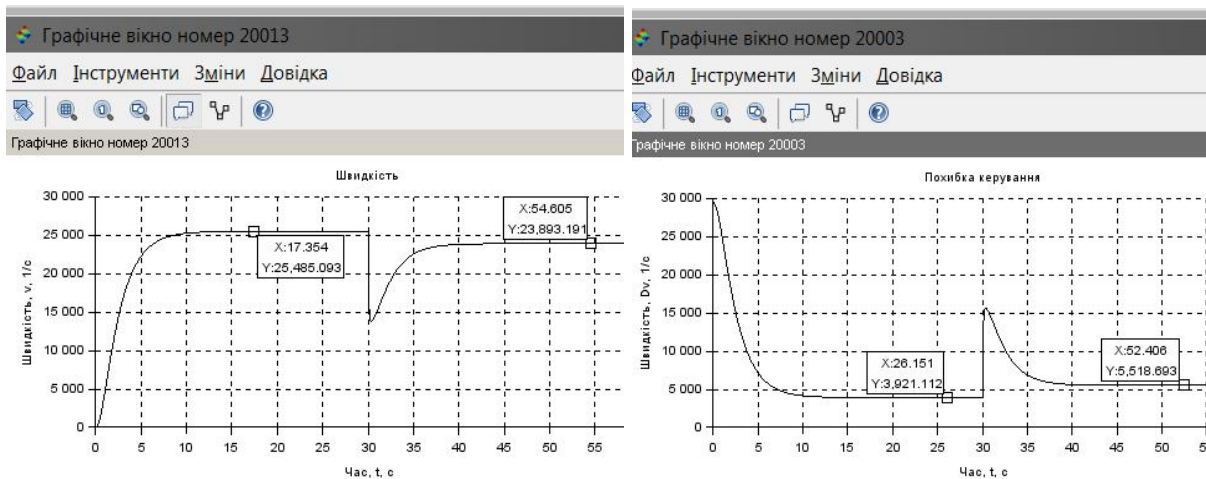 Графічне вікно номер 20013
Файл Інструменти Зміни Довідка
Графічне вікно номер 20013
Швидкість
30 000
25 000
20 000
15 000
10 000
5 000
0
Швидкість, v, 1/с
X:17.354
Y:25,485.093
X:54.605
Y:23,893.191
0 5 10 15 20 25 30 35 40 45 50 55
Час, t, с
Графічне вікно номер 20003
Файл Інструменти Зміни Довідка
Графічне вікно номер 20003
Похибка керування
30 000
25 000
20 000
15 000
10 000
5 000
0
Швидкість, Dv, 1/с
X:26.151
Y:3,921.112
X:52.406
Y:5,518.693
0 5 10 15 20 25 30 35 40 45 50
Час, t, с